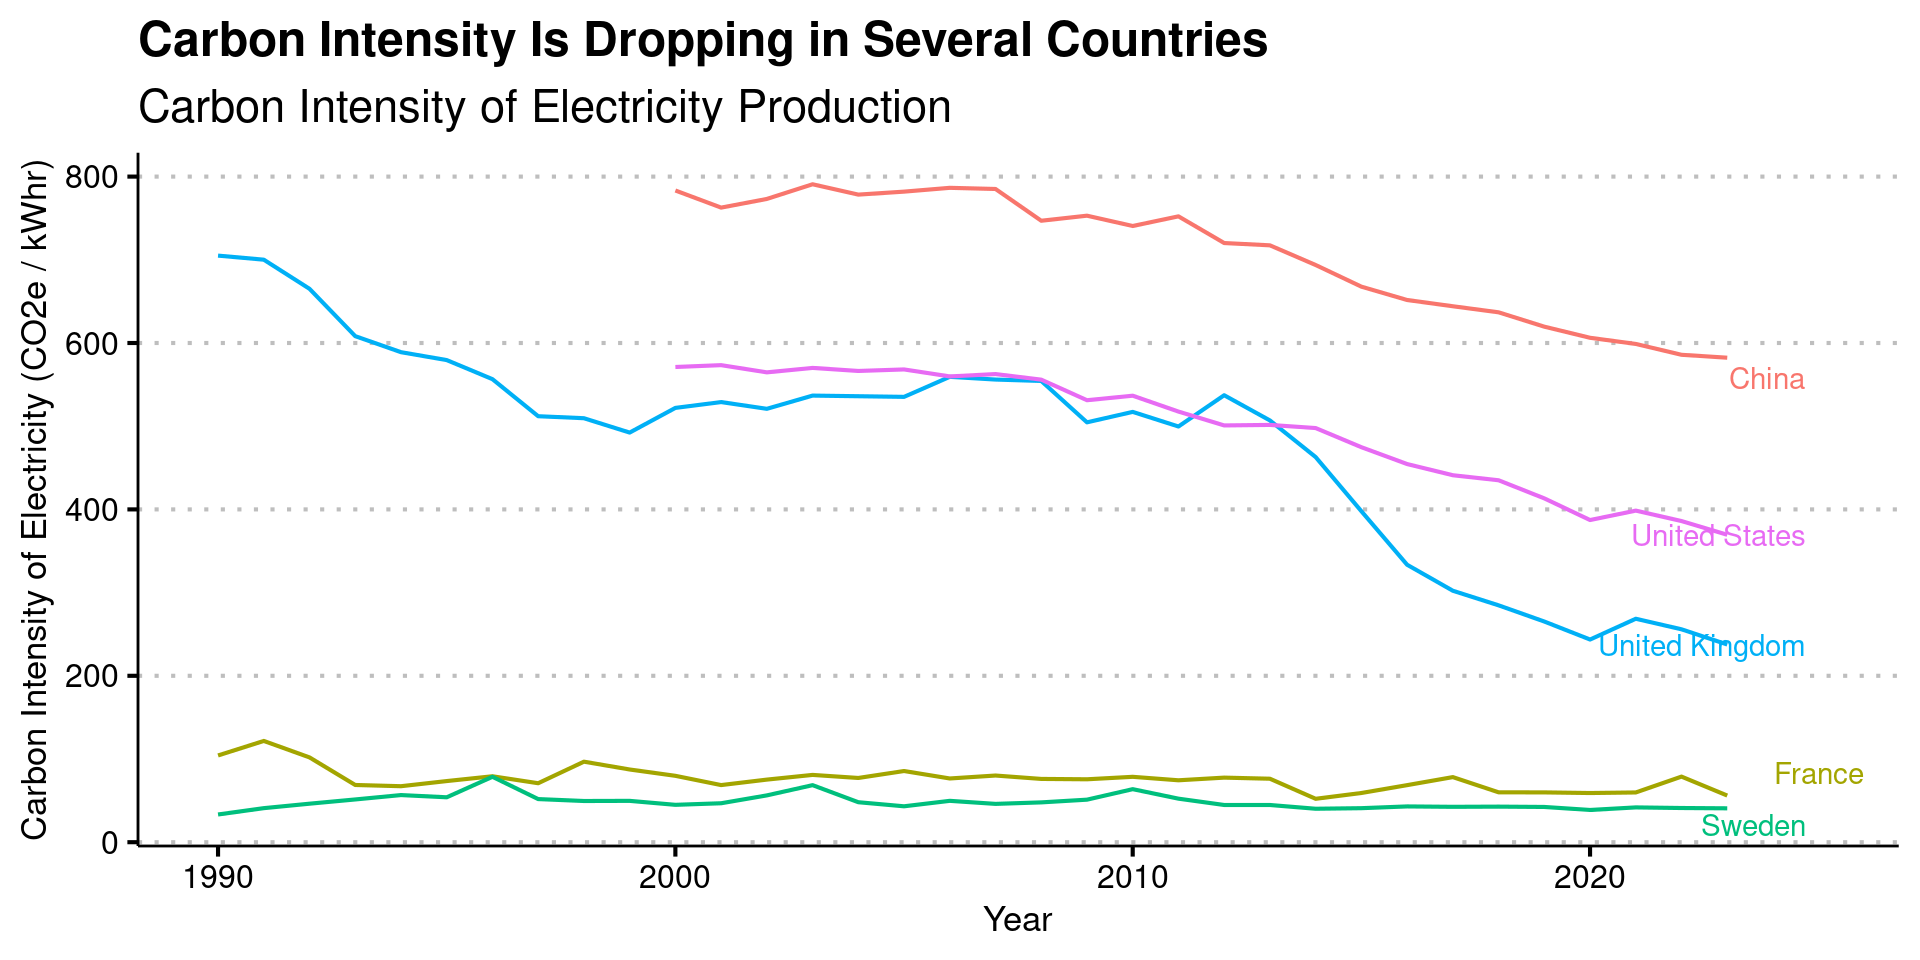 Carbon Intensity Is Dropping in Several Countries
Carbon Intensity of Electricity Production
Carbon Intensity of Electricity (CO2e / kWhr)
800
600
400
200
0
China
United States
United Kingdom
France
Sweden
1990
2000
2010
2020
Year